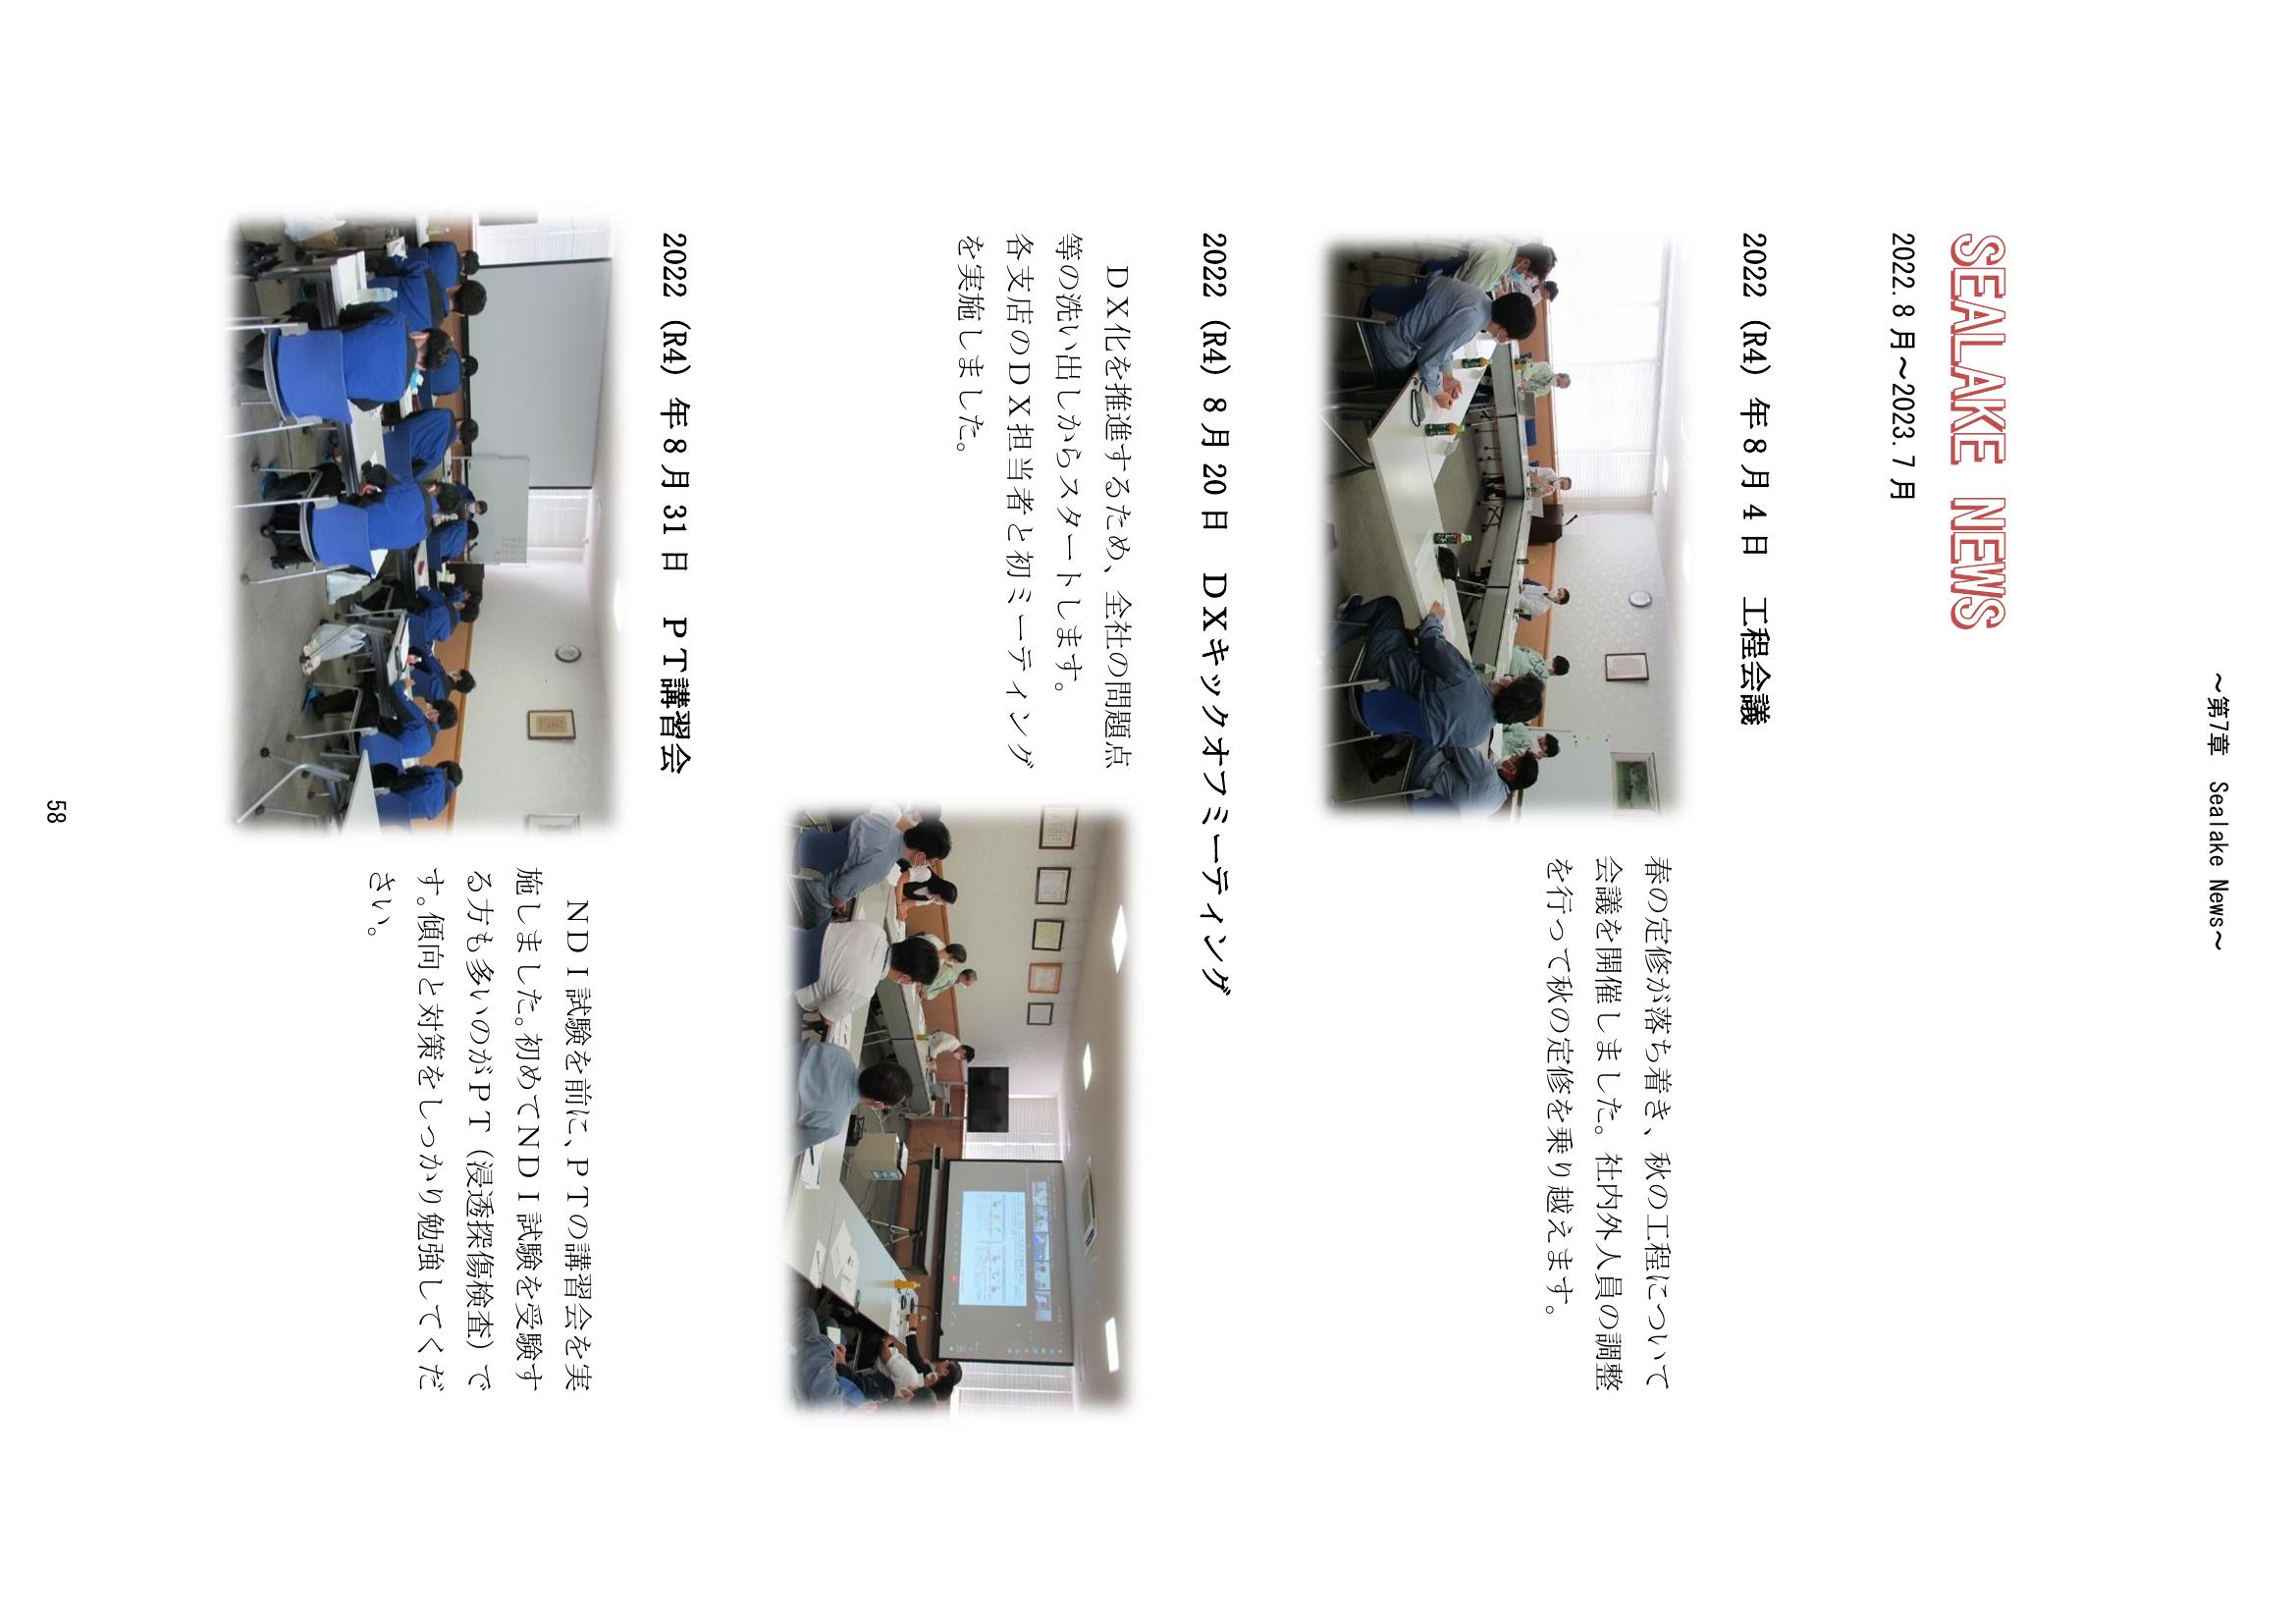 ～第7章　Sealake News～
SEALAKE NEWS
2022.8月～2023.7月
2022（R4）年8月4日　工程会議
春の定修が落ち着き、秋の工程について
会議を開催しました。社内外人員の調整
を行って秋の定修を乗り越えます。
2022（R4）8月20日　ＤＸキックオフミーティング
ＤＸ化を推進するため、全社の問題点
等の洗い出しからスタートします。
各支店のＤＸ担当者と初ミーティング
を実施しました。
2022（R4）年8月31日　ＰＴ講習会
ＮＤＩ試験を前に、ＰＴの講習会を実
施しました。初めてＮＤＩ試験を受験す
る方も多いのがＰＴ（浸透探傷検査）で
す。傾向と対策をしっかり勉強してくだ
さい。
58